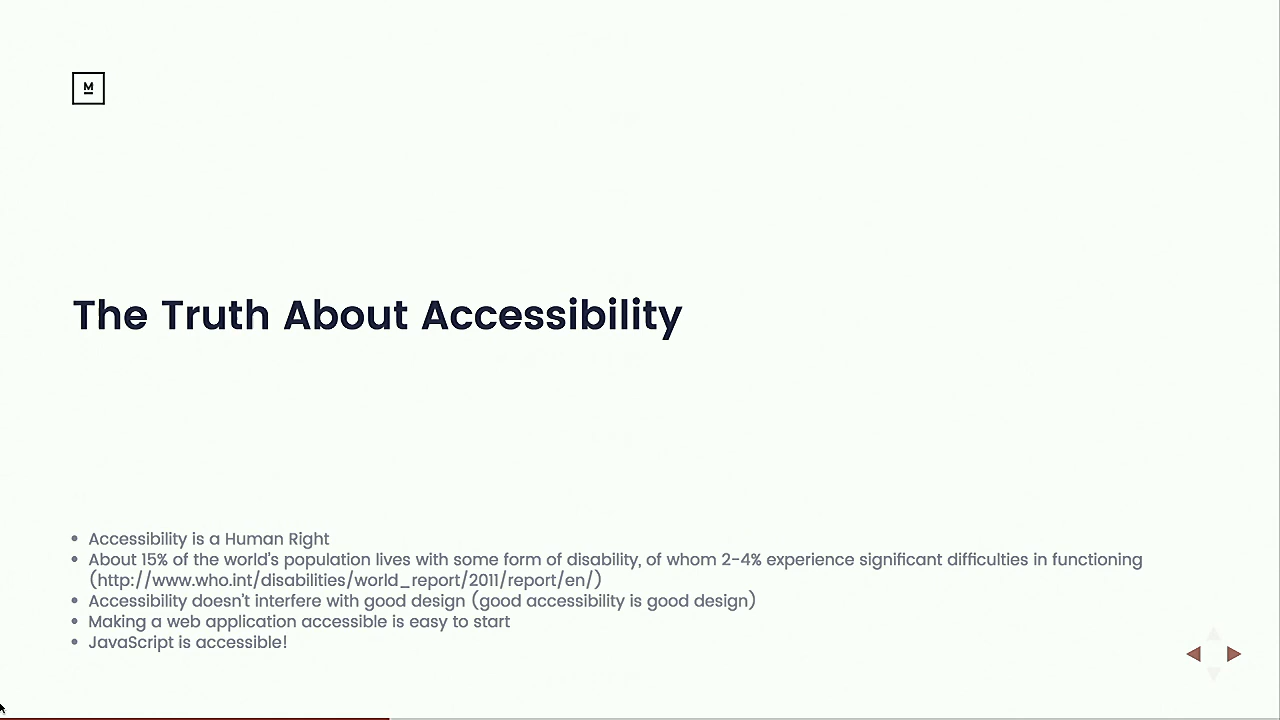 M
The Truth About Accessibility
• Accessibility is a Human Right
• About 15% of the world's population lives with some form of disability, of whom 2-4% experience significant difficulties in functioning
(http://www.who.int/disabilities/world_report/2011/report/en/)
• Accessibility doesn't interfere with good design (good accessibility is good design)
• Making a web application accessible is easy to start
• JavaScript is accessible!